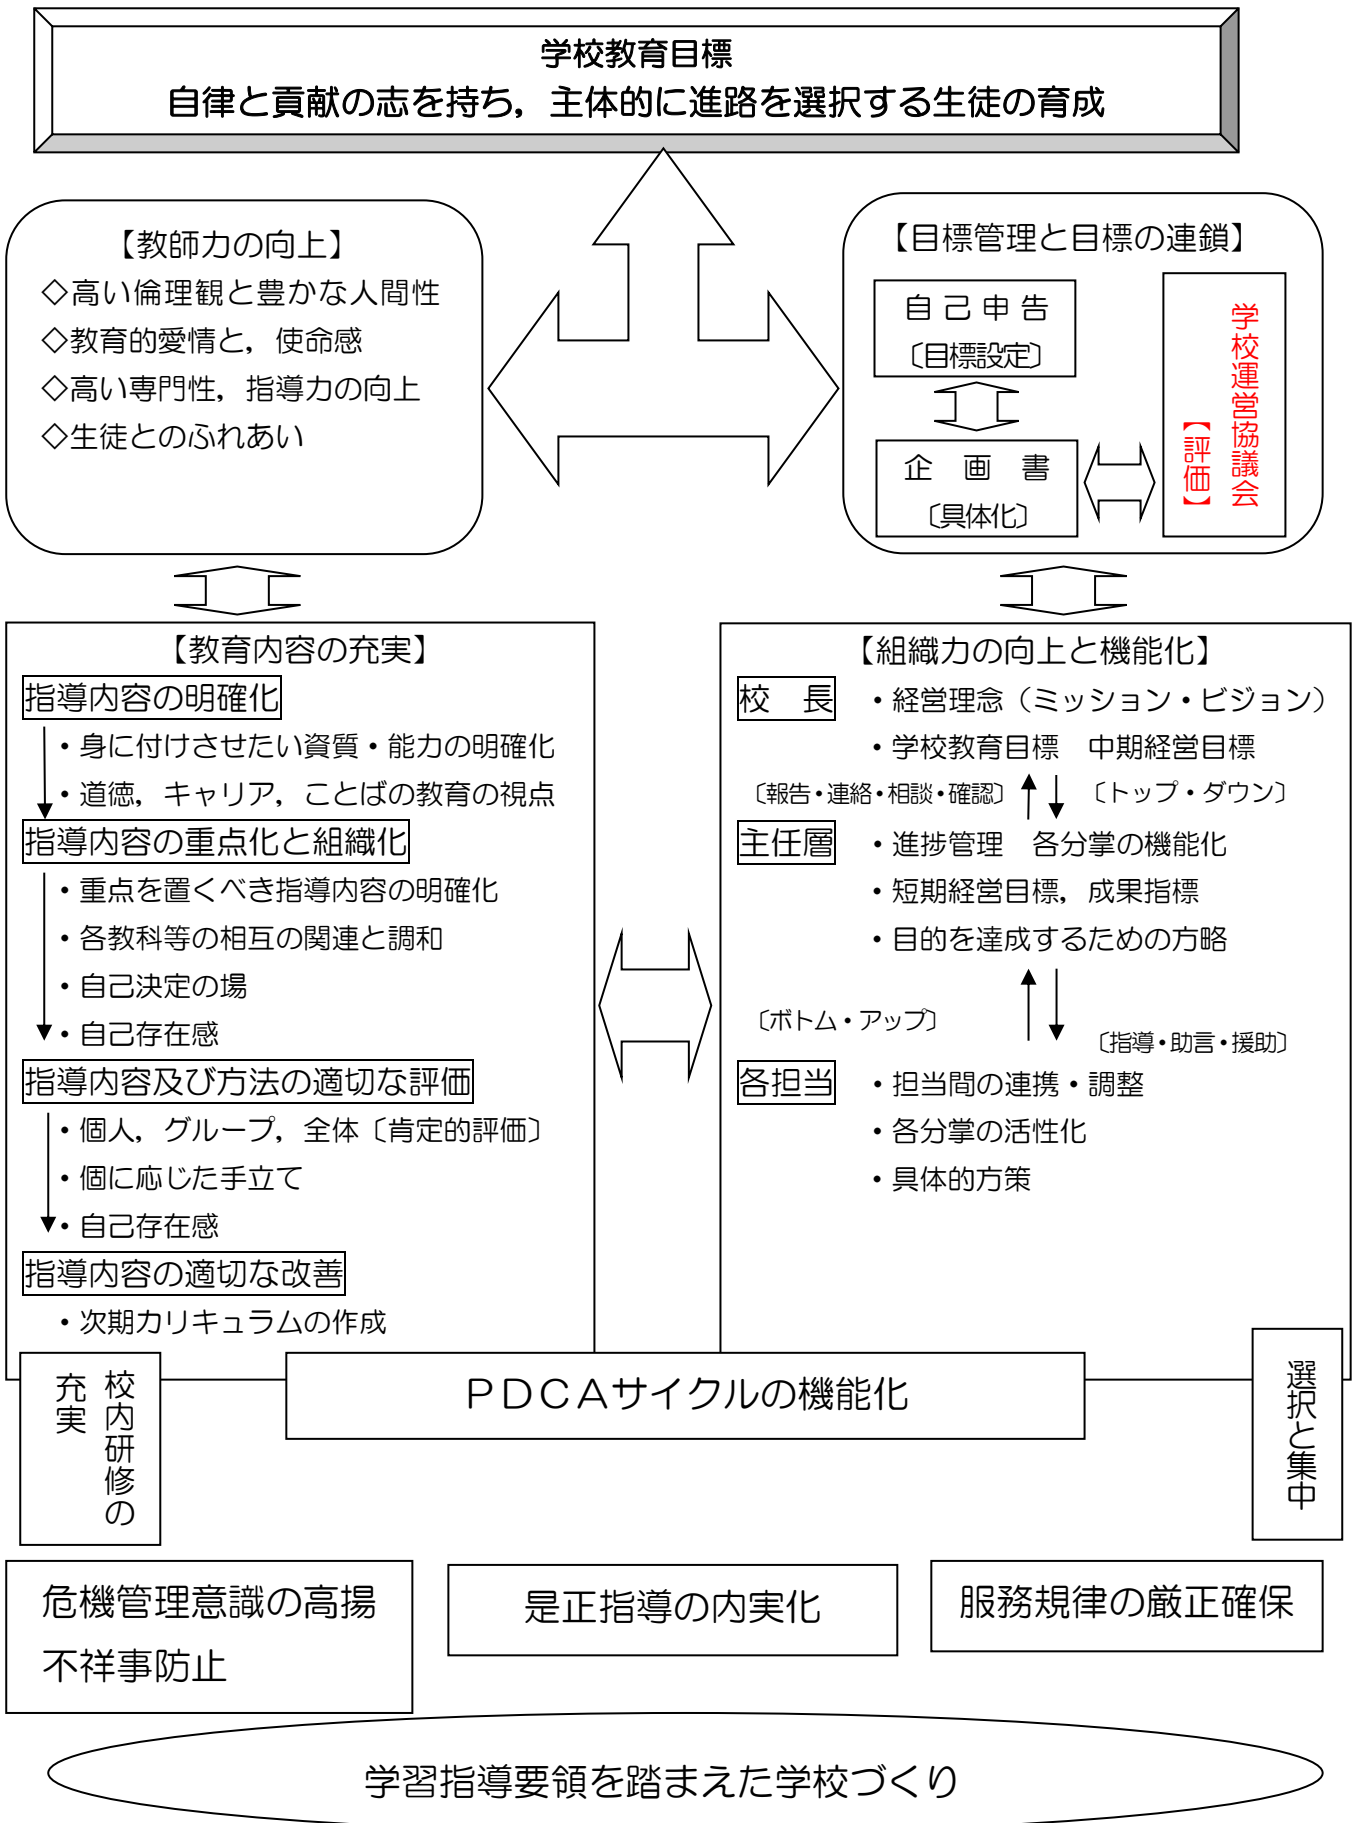 学校教育目標
自律と貢献の志を持ち，主体的に進路を選択する生徒の育成
【教師力の向上】
◇高い倫理観と豊かな人間性
◇教育的愛情と，使命感
◇高い専門性，指導力の向上
◇生徒とのふれあい
【目標管理と目標の連鎖】
自己申告
〔目標設定〕
企　画　書
〔具体化〕
学校運営協議会
【評価】
【教育内容の充実】
指導内容の明確化
・身に付けさせたい資質・能力の明確化
・道徳，キャリア，ことばの教育の視点
指導内容の重点化と組織化
・重点を置くべき指導内容の明確化
・各教科等の相互の関連と調和
・自己決定の場
・自己存在感
指導内容及び方法の適切な評価
・個人，グループ，全体〔肯定的評価〕
・個に応じた手立て
・自己存在感
指導内容の適切な改善
・次期カリキュラムの作成
【組織力の向上と機能化】
校　長　・経営理念（ミッション・ビジョン）
・学校教育目標　中期経営目標
〔報告・連絡・相談・確認〕　〔トップ・ダウン〕
主任層　・進捗管理　各分掌の機能化
・短期経営目標，成果指標
・目的を達成するための方略
〔ボトム・アップ〕
〔指導・助言・援助〕
各担当　・担当間の連携・調整
・各分掌の活性化
・具体的方策
校内研修の
充実
ＰＤＣＡサイクルの機能化
選択と集中
危機管理意識の高揚
不祥事防止
是正指導の内実化
服務規律の厳正確保
学習指導要領を踏まえた学校づくり